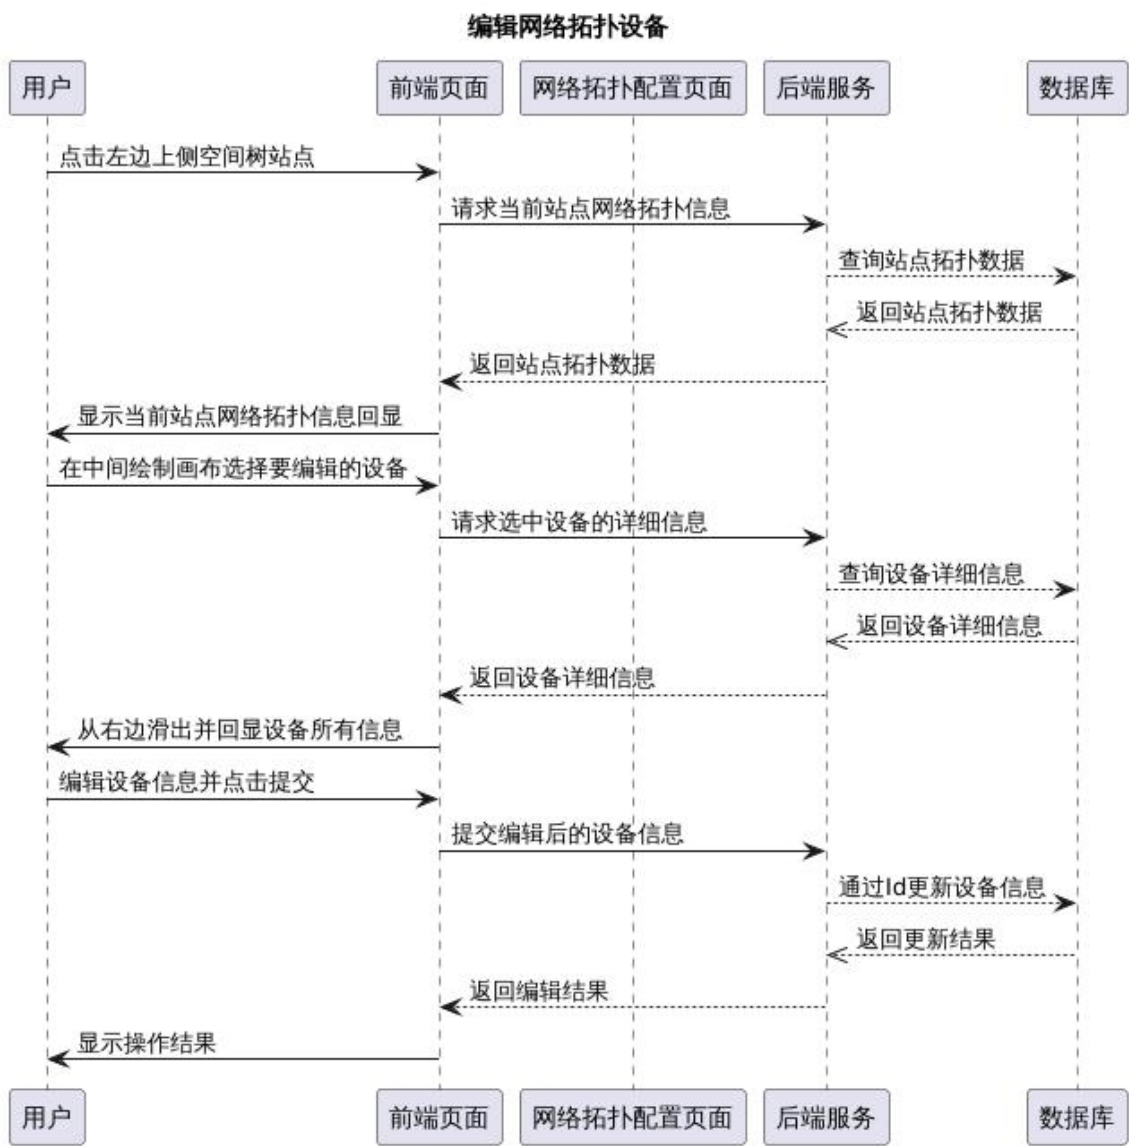 编辑网络拓扑设备
用户
前端页面
网络拓扑配置页面
后端服务
数据库
点击左边上侧空间树站点
请求当前站点网络拓扑信息
查询站点拓扑数据
返回站点拓扑数据
返回站点拓扑数据
显示当前站点网络拓扑信息回显
在中间绘制画布选择要编辑的设备
请求选中设备的详细信息
查询设备详细信息
返回设备详细信息
返回设备详细信息
从右边滑出并回显设备所有信息
编辑设备信息并点击提交
提交编辑后的设备信息
通过Id更新设备信息
返回更新结果
返回编辑结果
显示操作结果
用户
前端页面
网络拓扑配置页面
后端服务
数据库